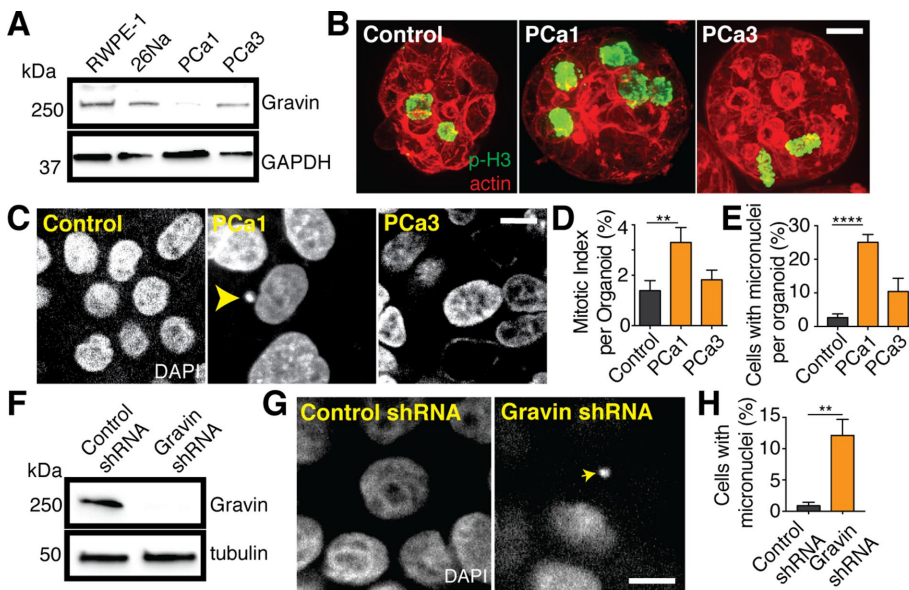 A
RWPE-1
26Na
PCa1
PCa3
kDa
250
Gravin
37
GAPDH
B
Control
PCa1
PCa3
p-H3
actin
C
Control
PCa1
PCa3
DAPI
D
Mitotic Index
per Organoid (%)
4
2
0
**
Control
PCa1
PCa3
E
Cells with micronuclei
per organoid (%)
30
20
10
0
****
Control
PCa1
PCa3
F
Control
shRNA
Gravin
shRNA
kDa
250
Gravin
50
tubulin
G
Control shRNA
Gravin shRNA
DAPI
H
Cells with
micronuclei (%)
15
10
5
0
**
Control
shRNA
Gravin
shRNA